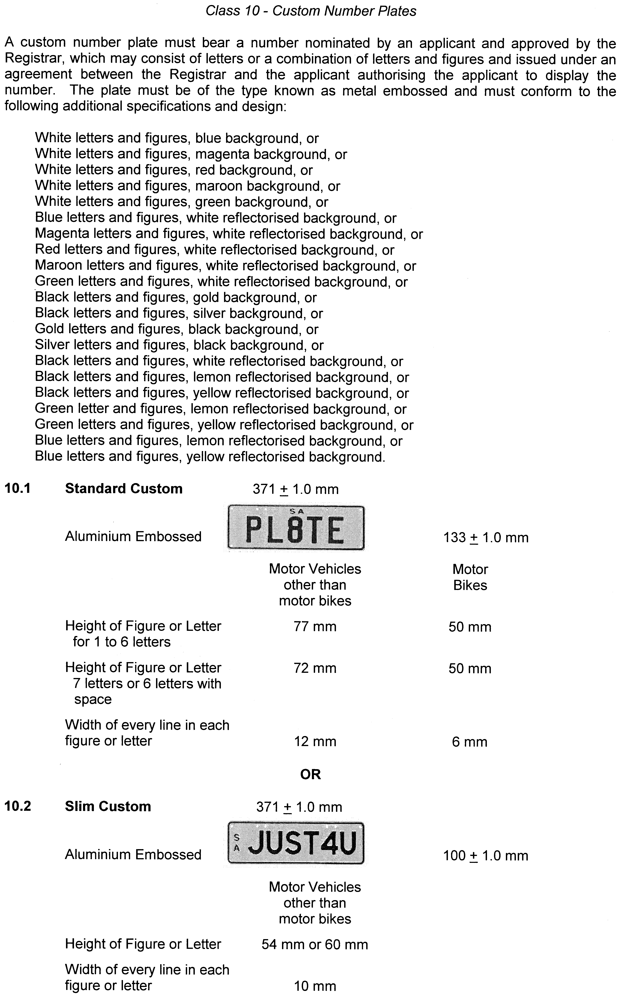 Class 10 - Custom Number Plates
A custom number plate must bear a number nominated by an applicant and approved by the
Registrar, which may consist of letters or a combination of letters and figures and issued under an
agreement between the Registrar and the applicant authorising the applicant to display the
number. The plate must be of the type known as metal embossed and must conform to the
following additional specifications and design:
White letters and figures, blue background, or
White letters and figures, magenta background, or
White letters and figures, red background, or
White letters and figures, maroon background, or
White letters and figures, green background, or
Blue letters and figures, white reflectorised background, or
Magenta letters and figures, white reflectorised background, or
Red letters and figures, white reflectorised background, or
Maroon letters and figures, white reflectorised background, or
Green letters and figures, white reflectorised background, or
Black letters and figures, gold background, or
Black letters and figures, silver background, or
Gold letters and figures, black background, or
Silver letters and figures, black background, or
Black letters and figures, white reflectorised background, or
Black letters and figures, lemon reflectorised background, or
Black letters and figures, yellow reflectorised background, or
Green letter and figures, lemon reflectorised background, or
Green letters and figures, yellow reflectorised background, or
Blue letters and figures, lemon reflectorised background, or
Blue letters and figures, yellow reflectorised background.
10.1 Standard Custom 371 ± 1.0 mm
SA
PL8TE
Aluminium Embossed 133 ± 1.0 mm
Motor Vehicles Motor
other than Bikes
motor bikes
Height of Figure or Letter 77 mm 50 mm
for 1 to 6 letters
Height of Figure or Letter 72 mm 50 mm
7 letters or 6 letters with
space
Width of every line in each
figure or letter 12 mm 6 mm
OR
10.2 Slim Custom 371 ± 1.0 mm
SA JUST4U
Aluminium Embossed 100 ± 1.0 mm
Motor Vehicles
other than
motor bikes
Height of Figure or Letter 54 mm or 60 mm
Width of every line in each
figure or letter 10 mm